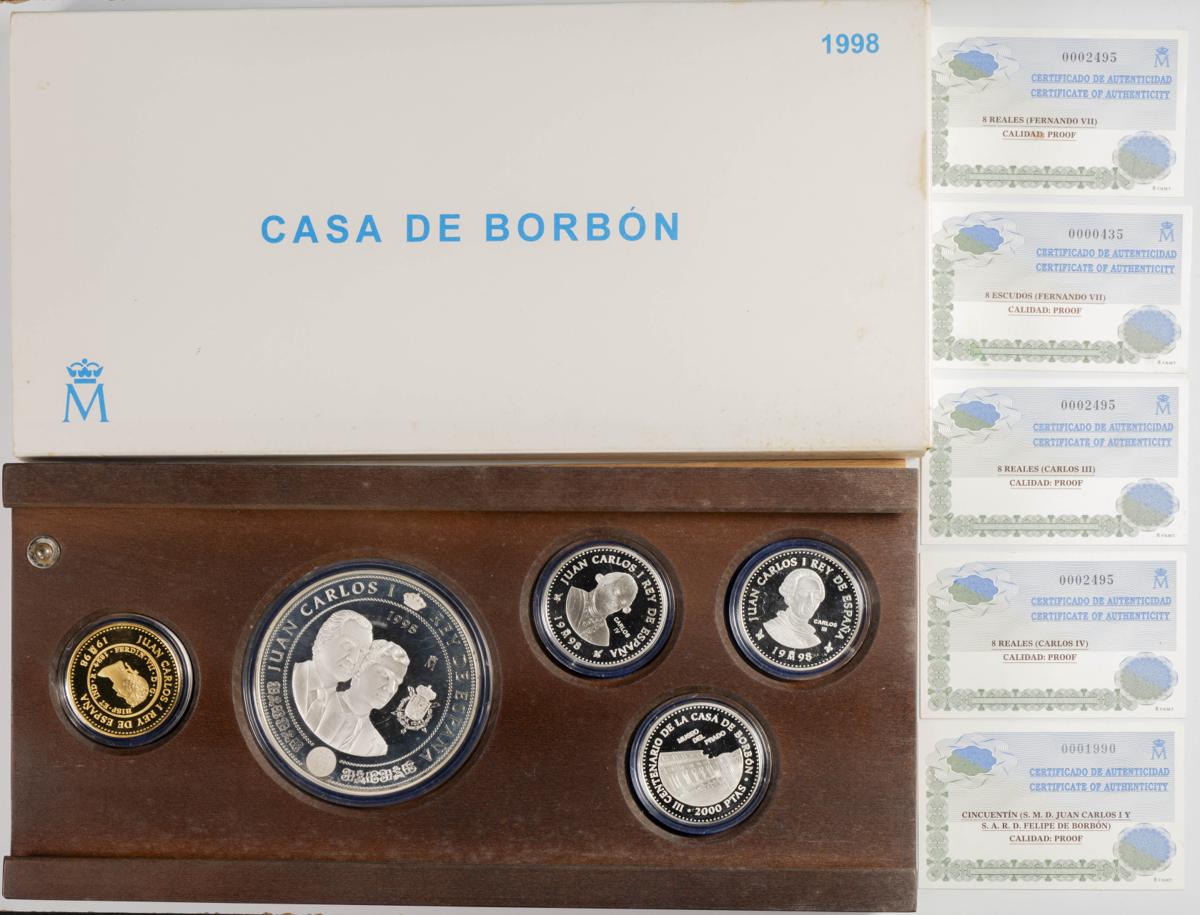 1998
CASA DE BORBÓN
M
0002495
M
CERTIFICADO DE AUTENTICIDAD
CERTIFICATE OF AUTHENTICITY
8 REALES (FERNANDO VII)
CALIDAD: PROOF
0000435
M
CERTIFICADO DE AUTENTICIDAD
CERTIFICATE OF AUTHENTICITY
8 ESCUDOS (FERNANDO VII)
CALIDAD: PROOF
0002495
M
CERTIFICADO DE AUTENTICIDAD
CERTIFICATE OF AUTHENTICITY
8 REALES (CARLOS III)
CALIDAD: PROOF
0002495
M
CERTIFICADO DE AUTENTICIDAD
CERTIFICATE OF AUTHENTICITY
8 REALES (CARLOS IV)
CALIDAD: PROOF
0001990
M
CERTIFICADO DE AUTENTICIDAD
CERTIFICATE OF AUTHENTICITY
CINCUENTÍN (S. M. D. JUAN CARLOS I Y
S. A. R. D. FELIPE DE BORBÓN)
CALIDAD: PROOF
JUAN CARLOS I REY DE ESPAÑA
1998
JUAN CARLOS I REY DE ESPAÑA
1998
JUAN CARLOS I REY DE ESPAÑA
CARLOS
IV
1998
JUAN CARLOS I REY DE ESPAÑA
CARLOS
III
1998
III CENTENARIO DE LA CASA DE BORBÓN
MUSEO
DEL PRADO
2000 PTAS